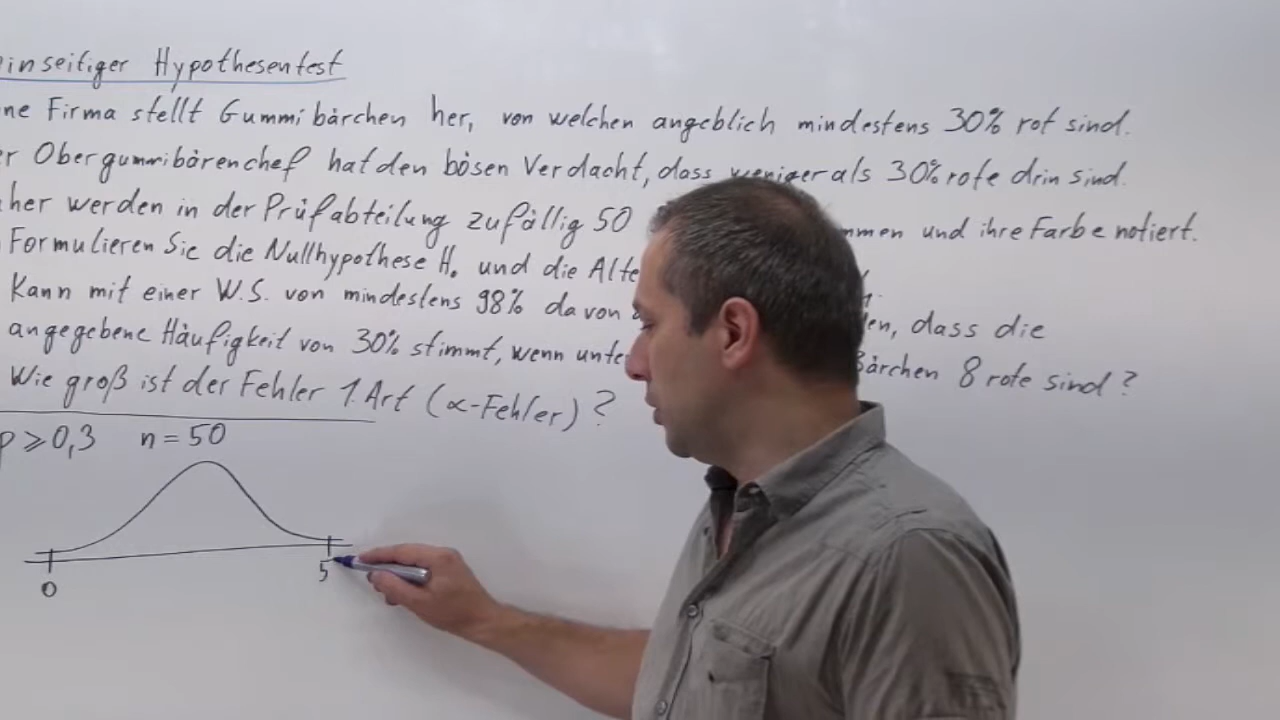 inseitiger Hypothesentest
ne Firma stellt Gummibärchen her, von welchen angeblich mindestens 30% rot sind.
r Obergummibärenchef hat den bösen Verdacht, dass weniger als 30% rote drin sind.
her werden in der Prüfabteilung zufällig 50 mmen und ihre Farbe notiert.
Formulieren Sie die Nullhypothese H₀ und die Alte
Kann mit einer W.S. von mindestens 98% davon en, dass die
angegebene Häufigkeit von 30% stimmt, wenn unte Bärchen 8 rote sind?
Wie groß ist der Fehler 1. Art (α-Fehler)?
p ≥ 0,3 n = 50
0 5